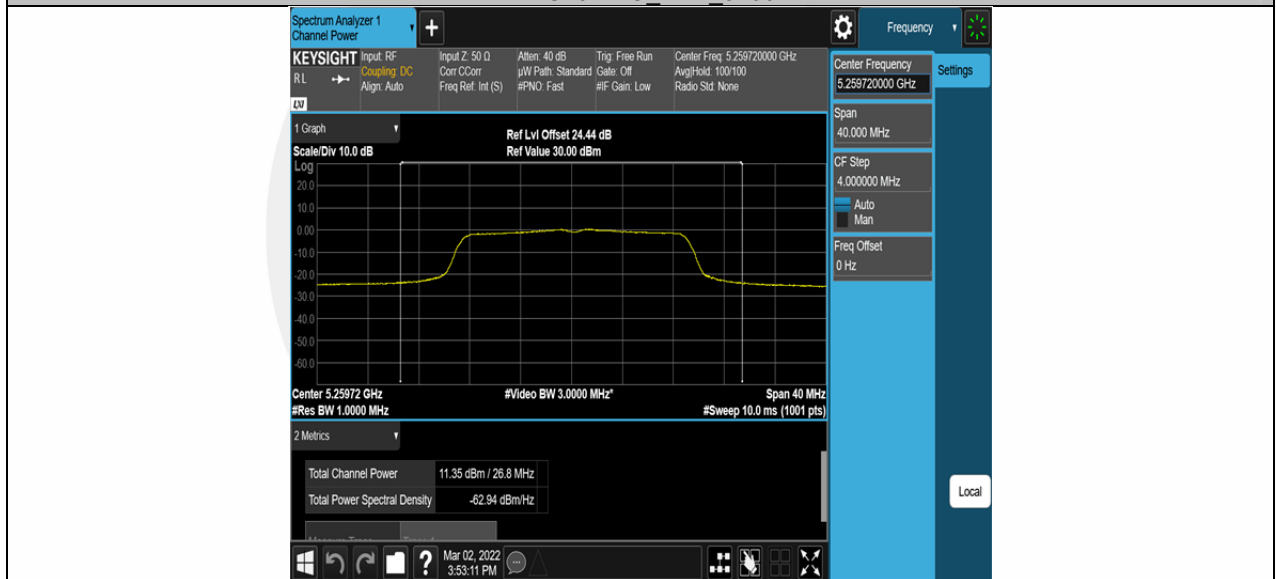 Spectrum Analyzer 1
Channel Power
+
Frequency
KEYSIGHT
RL
LXI
Input: RF
Coupling: DC
Align: Auto
Input Z: 50 Ω
Corr CCorr
Freq Ref: Int (S)
Atten: 40 dB
µW Path: Standard
#PNO: Fast
Trig: Free Run
Gate: Off
#IF Gain: Low
Center Freq: 5.259720000 GHz
Avg|Hold: 100/100
Radio Std: None
Center Frequency
5.259720000 GHz
Settings
Span
40.000 MHz
CF Step
4.000000 MHz
Auto
Man
Freq Offset
0 Hz
Local
1 Graph
Scale/Div 10.0 dB
Ref Lvl Offset 24.44 dB
Ref Value 30.00 dBm
Log
20.0
10.0
0.00
-10.0
-20.0
-30.0
-40.0
-50.0
-60.0
Center 5.25972 GHz
#Res BW 1.0000 MHz
#Video BW 3.0000 MHz*
Span 40 MHz
#Sweep 10.0 ms (1001 pts)
2 Metrics
Total Channel Power 11.35 dBm / 26.8 MHz
Total Power Spectral Density -62.94 dBm/Hz
?
Mar 02, 2022
3:53:11 PM